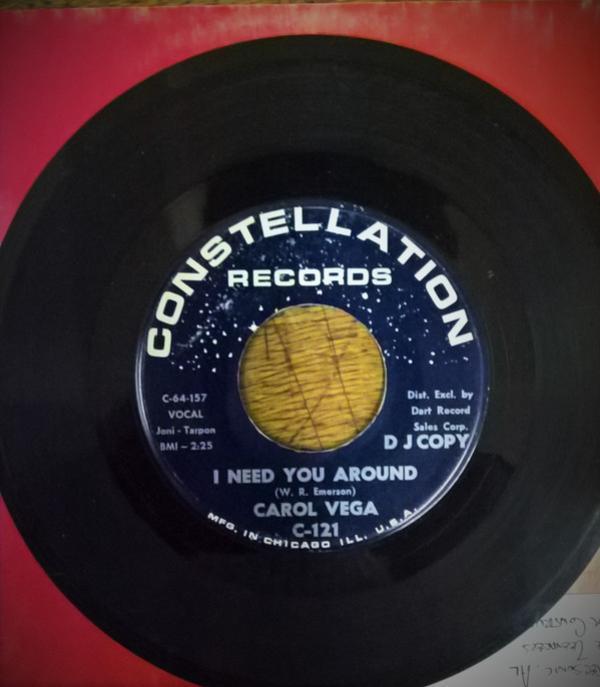 CONSTELLATION
RECORDS
C-64-157
VOCAL
Joni - Tarpon
BMI - 2:25
Dist. Excl. by
Dart Record
Sales Corp.
D J COPY
I NEED YOU AROUND
(W. R. Emerson)
CAROL VEGA
C-121
MFG. IN CHICAGO ILL. U.S.A.